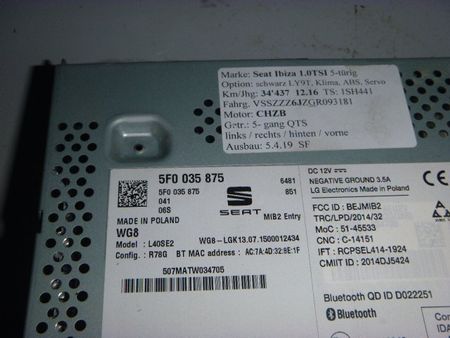 Marke: Seat Ibiza 1.0TSI 5-türig
Option: schwarz LY9T, Klima, ABS, Servo
Km/Jhg: 34'437 12.16 TS: 1SH441
Fahrg. VSSZZZ6JZGR093181
Motor: CHZB
Getr.: 5- gang QTS
links / rechts / hinten / vorne
Ausbau: 5.4.19 SF
5F0 035 875
5F0 035 875
041
06S
6481
851
SEAT
MADE IN POLAND
MIB2 Entry
WG8
WG8-LGK13.07.1500012434
Model : L40SE2
Config. : R78G BT MAC address : AC:7A:4D:32:8E:1F
507MATW034705
DC 12V
NEGATIVE GROUND 3.5A
LG Electronics Made in Poland
FCC ID : BEJMIB2
TRC/LPD/2014/32
MoC : 51-45533
CNC : C-14151
IFT : RCPSEL414-1924
CMIIT ID : 2014DJ5424
Bluetooth QD ID D022251
Bluetooth
CE